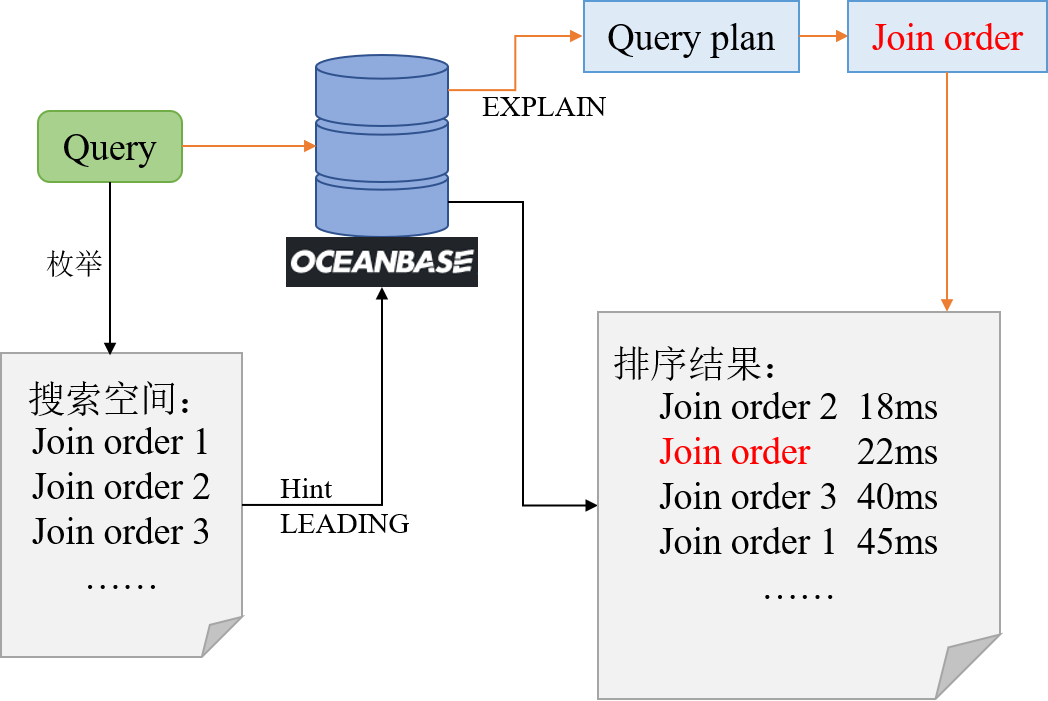 Query plan
Join order
EXPLAIN
Query
OCEANBASE
枚举
搜索空间：
Join order 1
Join order 2
Join order 3
……
Hint
LEADING
排序结果：
Join order 2 18ms
Join order 22ms
Join order 3 40ms
Join order 1 45ms
……